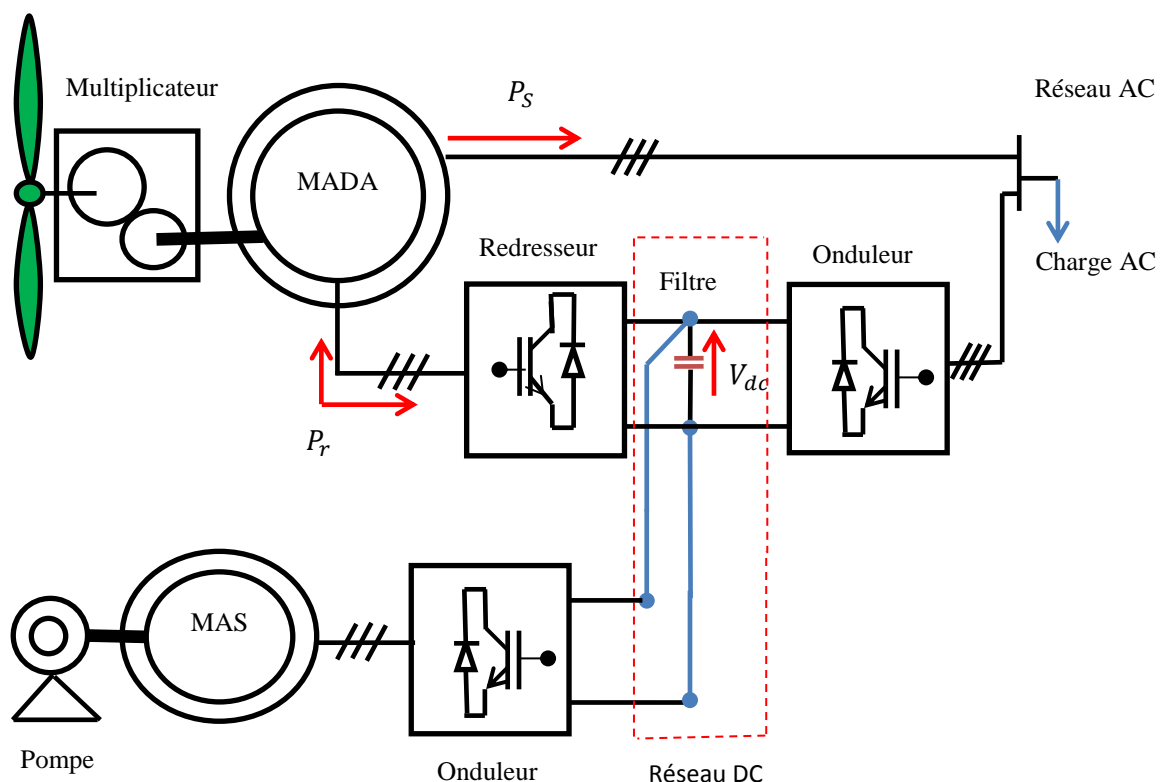 Multiplicateur
P_S
Réseau AC
MADA
Redresseur
Onduleur
Filtre
Charge AC
V_dc
P_r
MAS
Pompe
Onduleur
Réseau DC